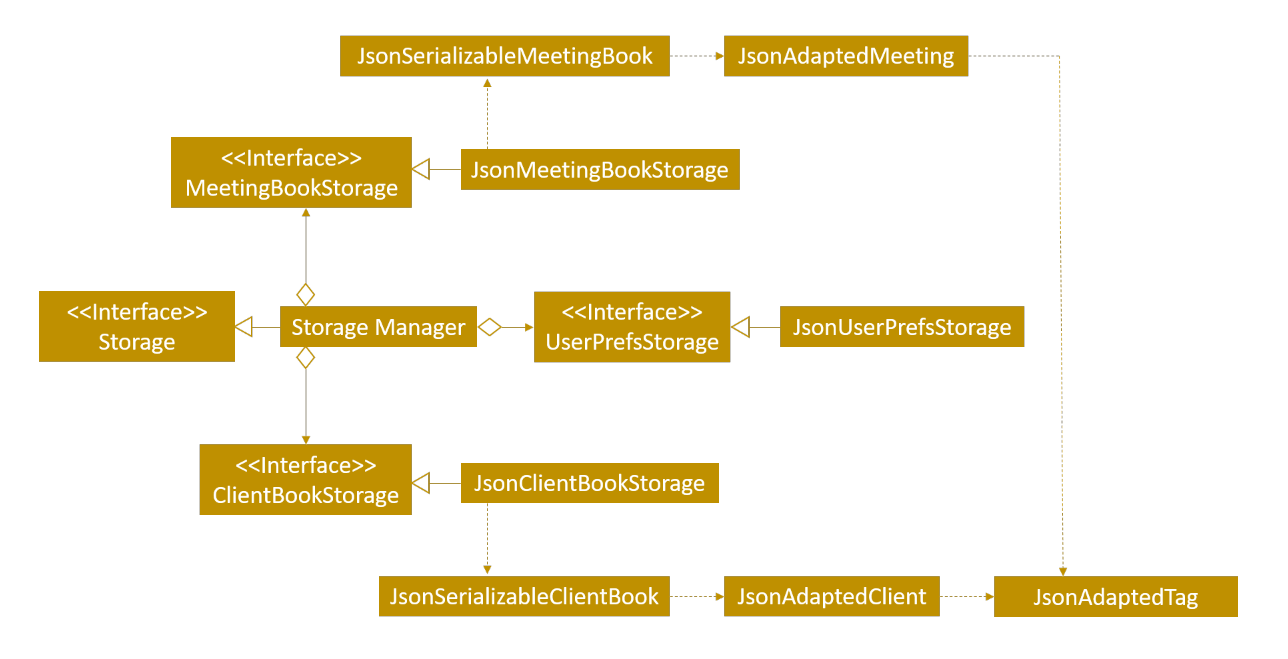 JsonSerializableMeetingBook
JsonAdaptedMeeting
<<Interface>>
MeetingBookStorage
JsonMeetingBookStorage
<<Interface>>
Storage
Storage Manager
<<Interface>>
UserPrefsStorage
JsonUserPrefsStorage
<<Interface>>
ClientBookStorage
JsonClientBookStorage
JsonSerializableClientBook
JsonAdaptedClient
JsonAdaptedTag